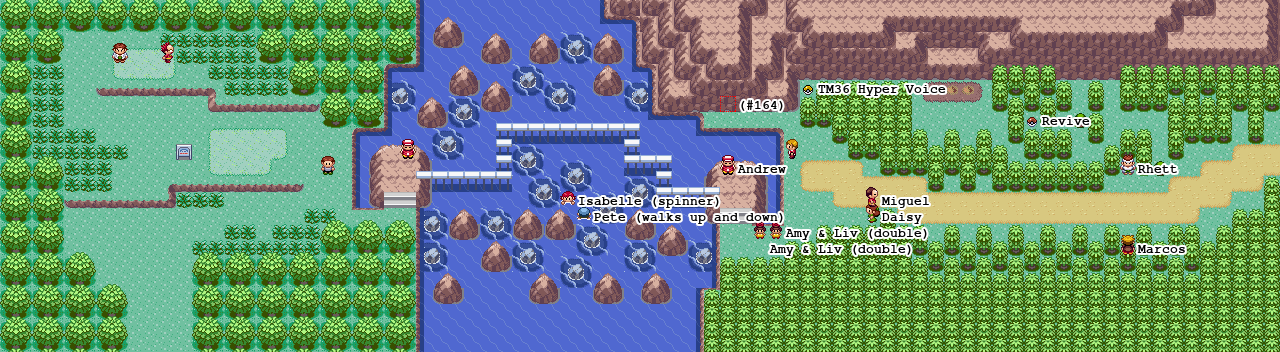 TM36 Hyper Voice
(#164)
Revive
Andrew
Rhett
Isabelle (spinner)
Miguel
Pete (walks up and down)
Daisy
Amy & Liv (double)
Amy & Liv (double)
Marcos